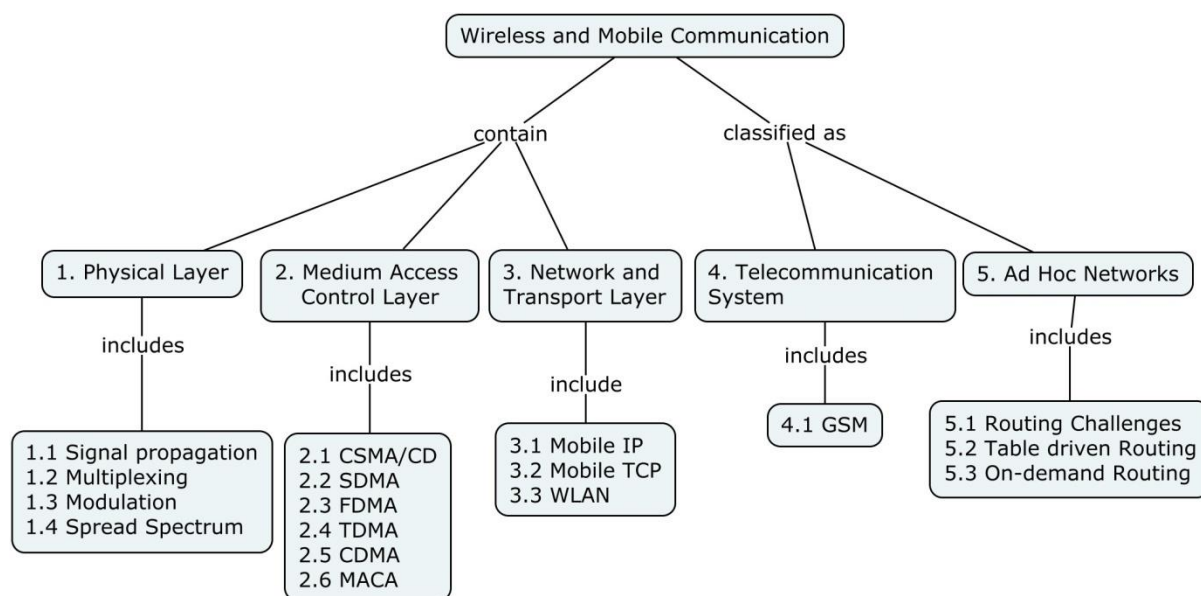 Wireless and Mobile Communication
contain
classified as
1. Physical Layer
2. Medium Access
Control Layer
3. Network and
Transport Layer
4. Telecommunication
System
5. Ad Hoc Networks
includes
includes
include
includes
includes
1.1 Signal propagation
1.2 Multiplexing
1.3 Modulation
1.4 Spread Spectrum
2.1 CSMA/CD
2.2 SDMA
2.3 FDMA
2.4 TDMA
2.5 CDMA
2.6 MACA
3.1 Mobile IP
3.2 Mobile TCP
3.3 WLAN
4.1 GSM
5.1 Routing Challenges
5.2 Table driven Routing
5.3 On-demand Routing